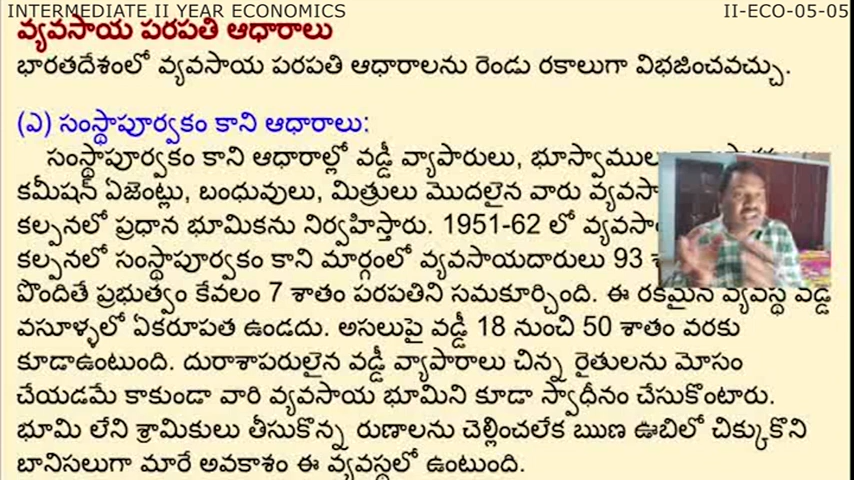 INTERMEDIATE II YEAR ECONOMICS
II-ECO-05-05
వ్యవసాయ పరపతి ఆధారాలు
భారతదేశంలో వ్యవసాయ పరపతి ఆధారాలను రెండు రకాలుగా విభజించవచ్చు.
(ఎ) సంస్థాపూర్వకం కాని ఆధారాలు:
సంస్థాపూర్వకం కాని ఆధారాల్లో వడ్డీ వ్యాపారులు, భూస్వాములు,
కమీషన్ ఏజెంట్లు, బంధువులు, మిత్రులు మొదలైన వారు
కల్పనలో ప్రధాన భూమికను నిర్వహిస్తారు. 1951-62 లో
కల్పనలో సంస్థాపూర్వకం కాని మార్గంలో వ్యవసాయదారులు 93
పొందితే ప్రభుత్వం కేవలం 7 శాతం పరపతిని సమకూర్చింది. ఈ రకమైన వ్యవస్థ వడ్డీ
వసూళ్ళలో ఏకరూపత ఉండదు. అసలుపై వడ్డీ 18 నుంచి 50 శాతం వరకు
కూడాఉంటుంది. దురాశాపరులైన వడ్డీ వ్యాపారాలు చిన్న రైతులను మోసం
చేయడమే కాకుండా వారి వ్యవసాయ భూమిని కూడా స్వాధీనం చేసుకొంటారు.
భూమి లేని శ్రామికులు తీసుకొన్న రుణాలను చెల్లించలేక ఋణ ఊబిలో చిక్కుకొని
బానిసలుగా మారే అవకాశం ఈ వ్యవస్థలో ఉంటుంది.